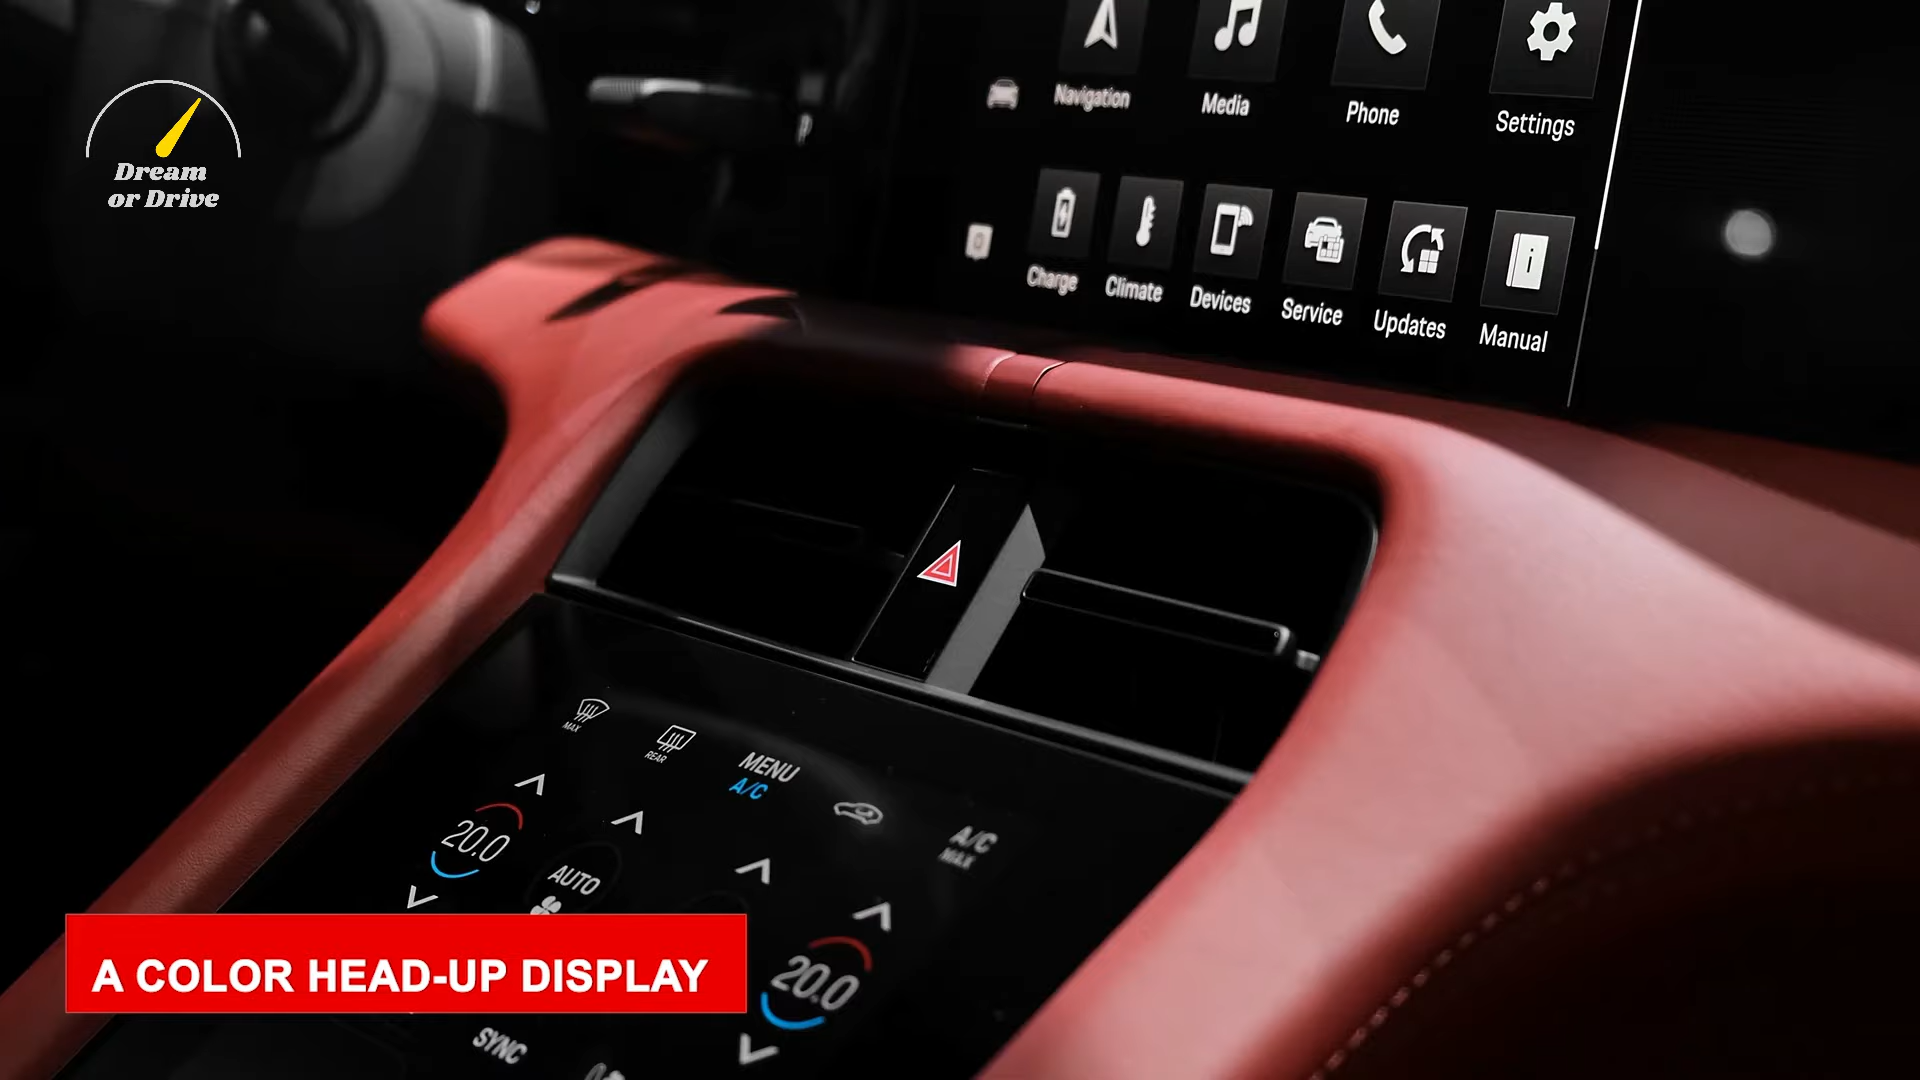 Dream
or Drive
P
Navigation
Media
Phone
Settings
Charge
Climate
Devices
Service
Updates
Manual
i
MAX
REAR
MENU
A/C
A/C
MAX
20.0
AUTO
20.0
SYNC
A COLOR HEAD-UP DISPLAY